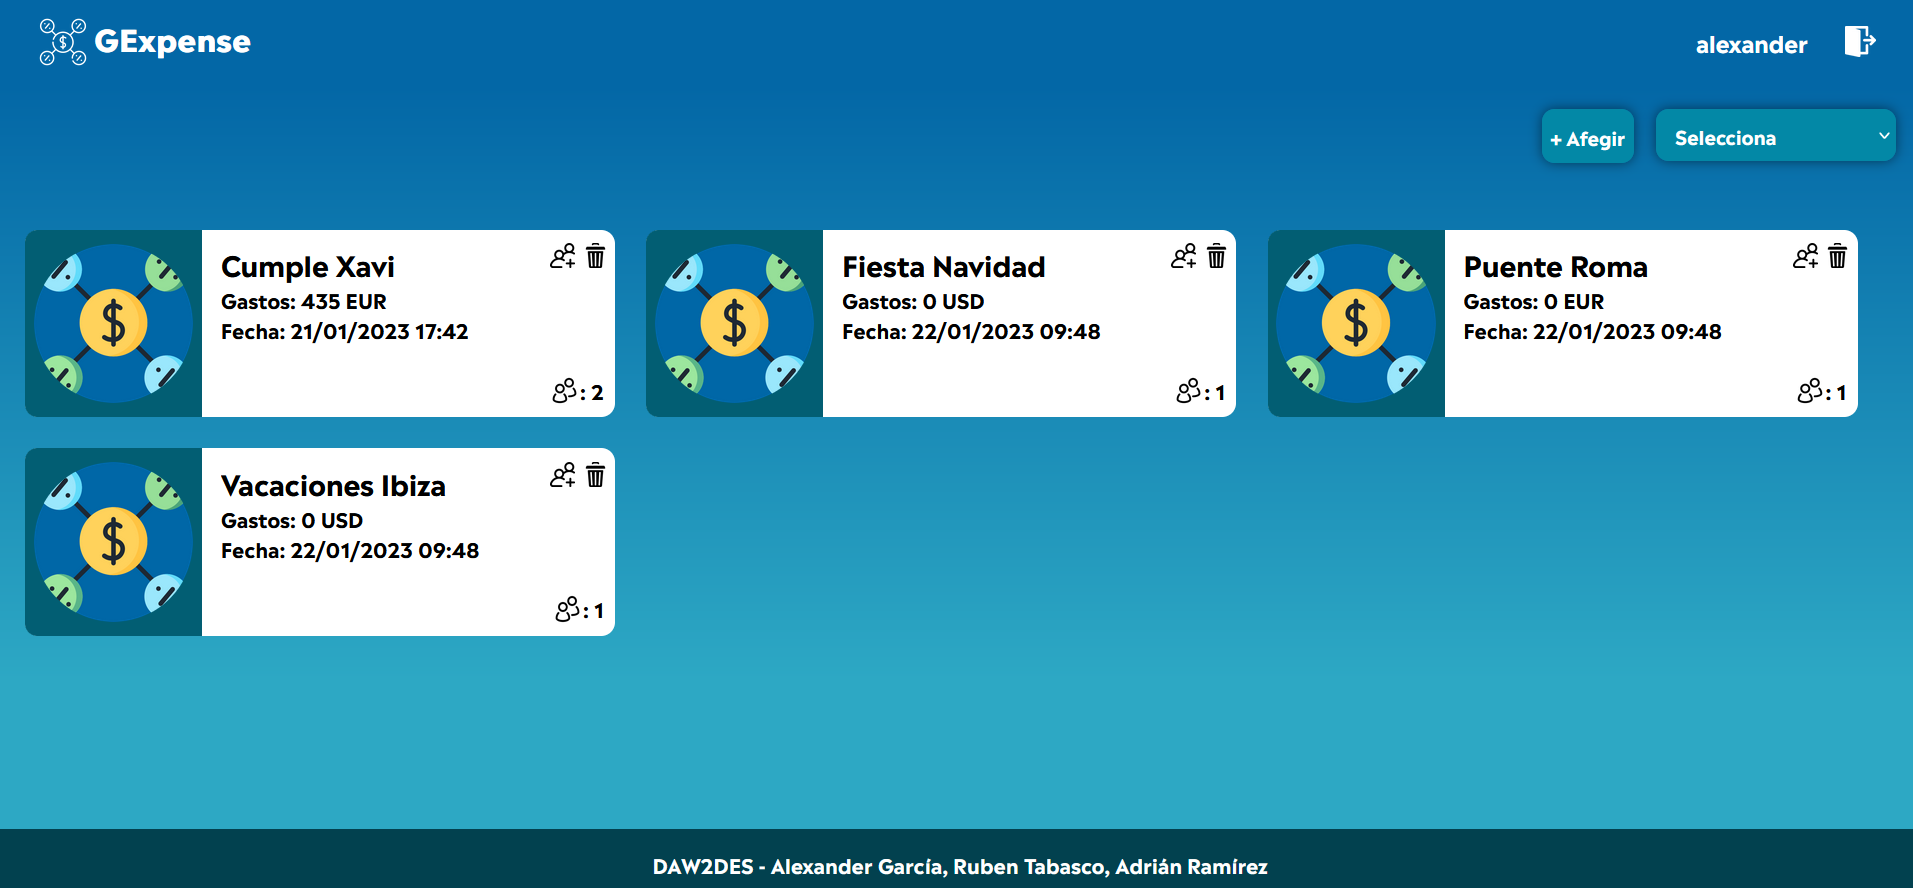 GExpense
alexander
+ Afegir
Selecciona
Cumple Xavi
Gastos: 435 EUR
Fecha: 21/01/2023 17:42
: 2
Fiesta Navidad
Gastos: 0 USD
Fecha: 22/01/2023 09:48
: 1
Puente Roma
Gastos: 0 EUR
Fecha: 22/01/2023 09:48
: 1
Vacaciones Ibiza
Gastos: 0 USD
Fecha: 22/01/2023 09:48
: 1
DAW2DES - Alexander García, Ruben Tabasco, Adrián Ramírez